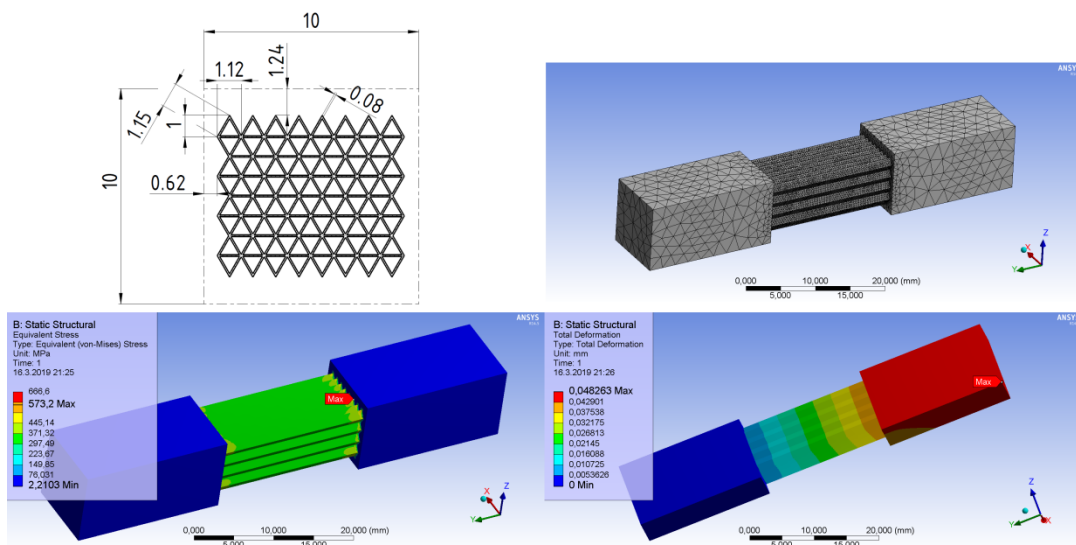 10
1.24
1.12
0.08
1.15
1
10
0.62
ANSYS
0,000
10,000
20,000 (mm)
5,000
15,000
X
Y
Z
B: Static Structural
Equivalent Stress
Type: Equivalent (von-Mises) Stress
Unit: MPa
Time: 1
16.3.2019 21:25
666,6
573,2 Max
445,14
371,32
297,49
223,67
149,85
76,031
2,2103 Min
ANSYS
Max
0,000
10,000
20,000 (mm)
5,000
15,000
X
Y
Z
B: Static Structural
Total Deformation
Type: Total Deformation
Unit: mm
Time: 1
16.3.2019 21:26
0,048263 Max
0,042901
0,037538
0,032175
0,026813
0,02145
0,016088
0,010725
0,0053626
0 Min
ANSYS
Max
0,000
10,000
20,000 (mm)
5,000
15,000
Z
Y
X